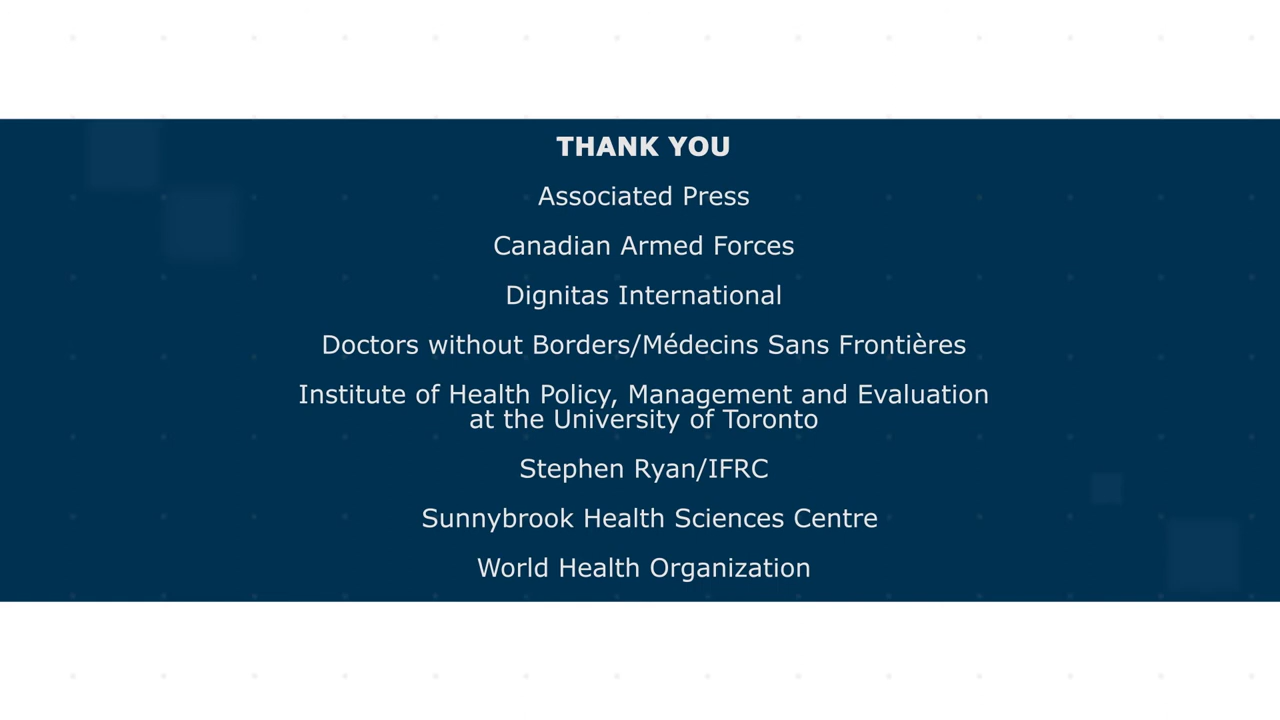 THANK YOU
Associated Press
Canadian Armed Forces
Dignitas International
Doctors without Borders/Médecins Sans Frontières
Institute of Health Policy, Management and Evaluation
at the University of Toronto
Stephen Ryan/IFRC
Sunnybrook Health Sciences Centre
World Health Organization